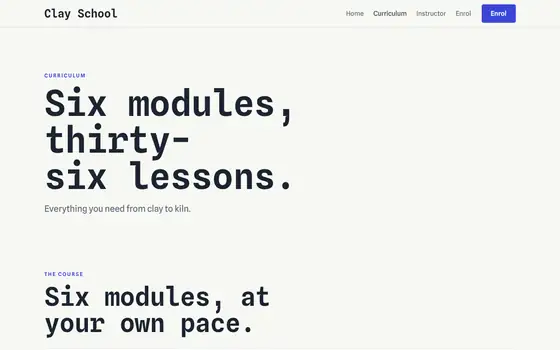 Clay School
Home Curriculum Instructor Enrol Enrol
CURRICULUM
Six modules,
thirty-
six lessons.
Everything you need from clay to kiln.
THE COURSE
Six modules, at
your own pace.